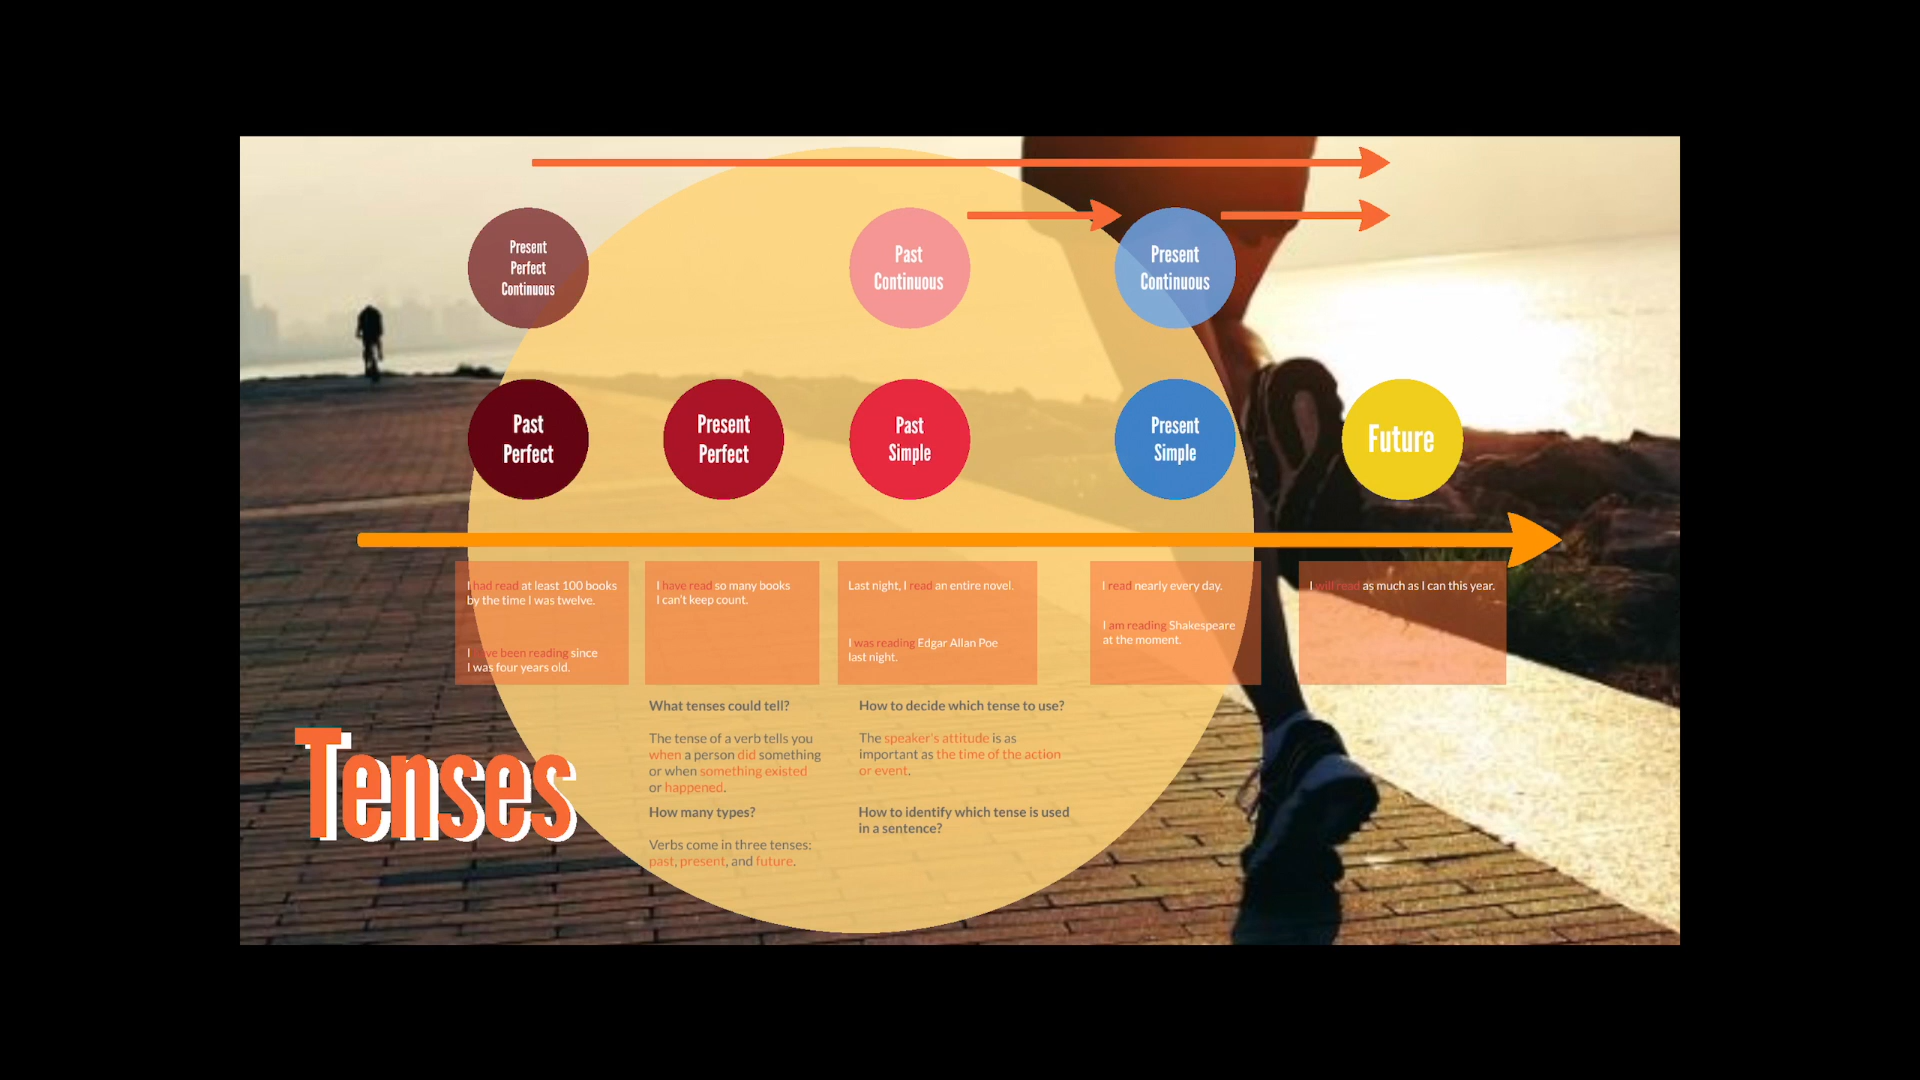 Present
Perfect
Continuous
Past
Continuous
Present
Continuous
Past
Perfect
Present
Perfect
Past
Simple
Present
Simple
Future
I had read at least 100 books
by the time I was twelve.
I have been reading since
I was four years old.
I have read so many books
I can't keep count.
Last night, I read an entire novel.
I was reading Edgar Allan Poe
last night.
I read nearly every day.
I am reading Shakespeare
at the moment.
I will read as much as I can this year.
Tenses
What tenses could tell?
The tense of a verb tells you
when a person did something
or when something existed
or happened.
How many types?
Verbs come in three tenses:
past, present, and future.
How to decide which tense to use?
The speaker's attitude is as
important as the time of the action
or event.
How to identify which tense is used
in a sentence?